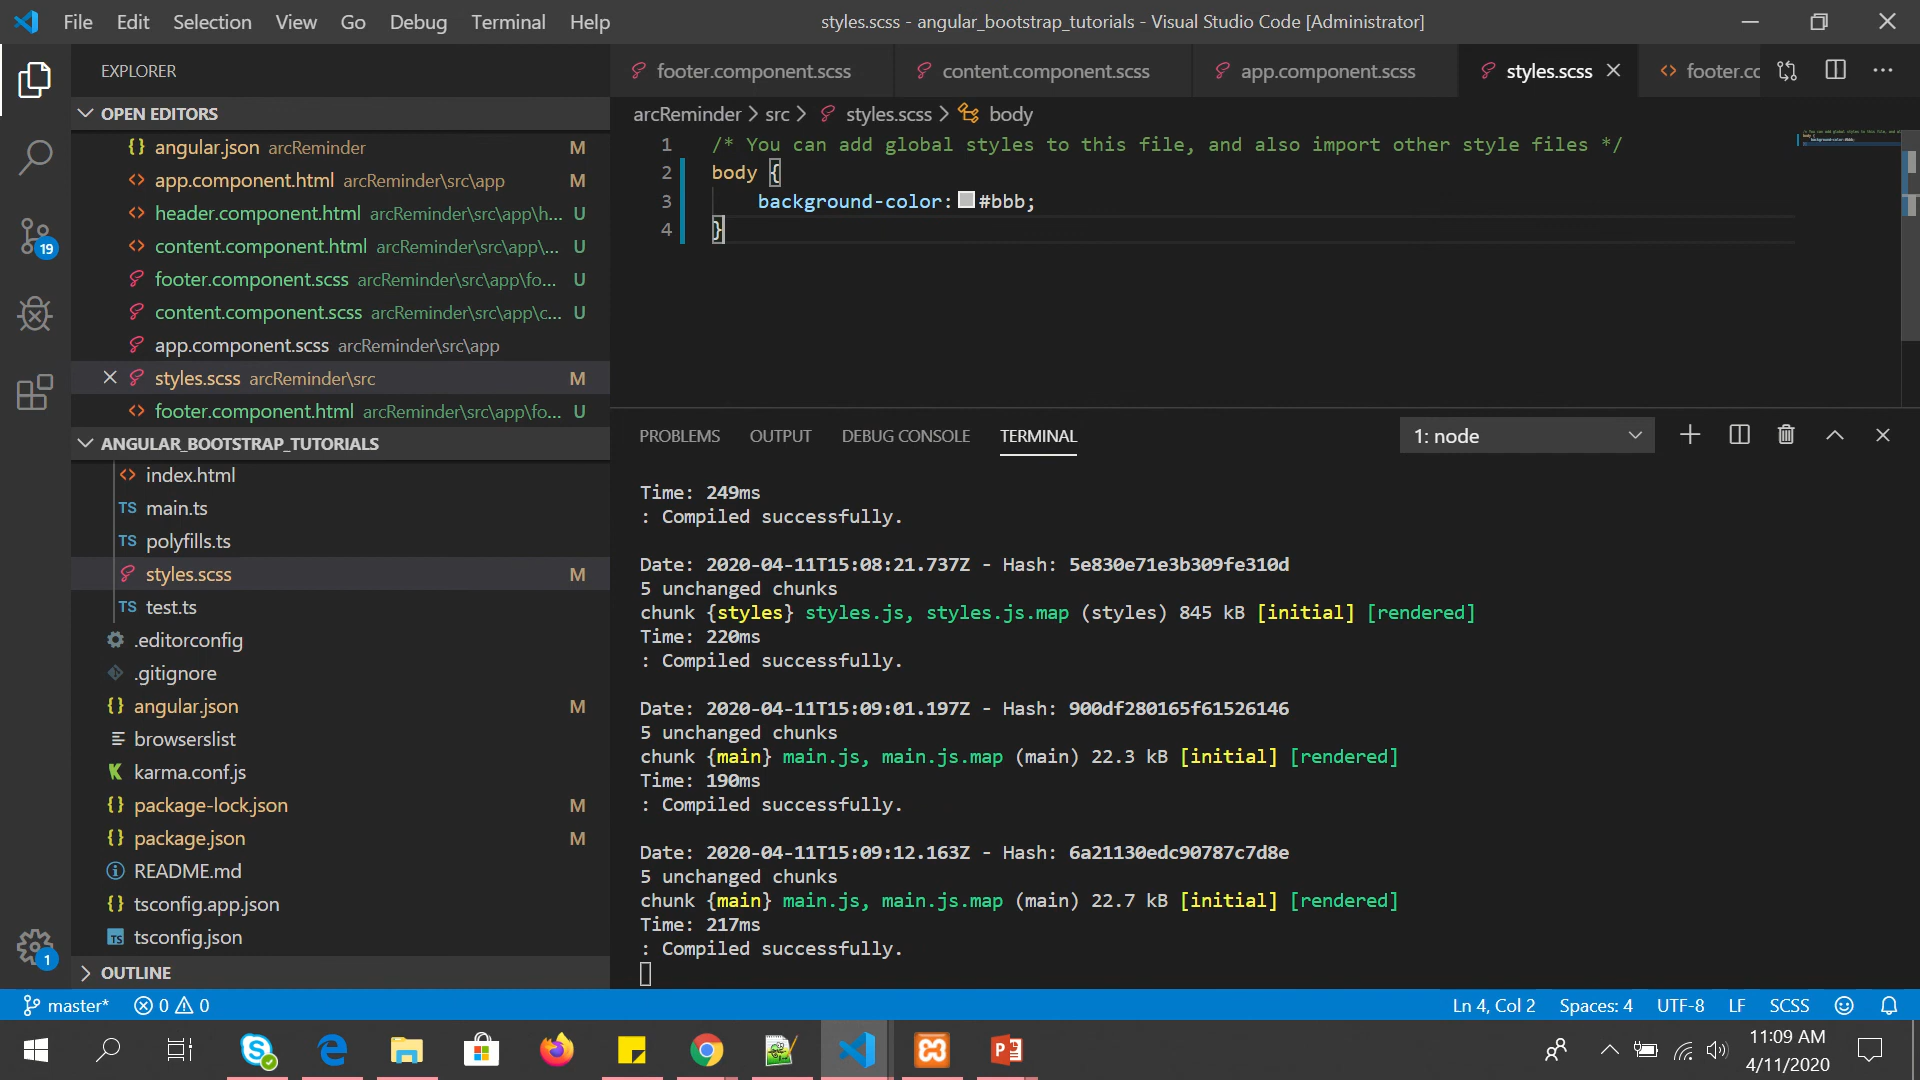 File Edit Selection View Go Debug Terminal Help
styles.scss - angular_bootstrap_tutorials - Visual Studio Code [Administrator]
EXPLORER
OPEN EDITORS
{} angular.json arcReminder M
<> app.component.html arcReminder\src\app M
<> header.component.html arcReminder\src\app\h... U
<> content.component.html arcReminder\src\app\... U
footer.component.scss arcReminder\src\app\fo... U
content.component.scss arcReminder\src\app\c... U
app.component.scss arcReminder\src\app
styles.scss arcReminder\src M
<> footer.component.html arcReminder\src\app\fo... U
ANGULAR_BOOTSTRAP_TUTORIALS
<> index.html
TS main.ts
TS polyfills.ts
styles.scss M
TS test.ts
.editorconfig
.gitignore
{} angular.json M
browserslist
karma.conf.js
{} package-lock.json M
{} package.json M
README.md
{} tsconfig.app.json
TS tsconfig.json
OUTLINE
19
1
footer.component.scss content.component.scss app.component.scss styles.scss <> footer.cc
arcReminder > src > styles.scss > body
1 /* You can add global styles to this file, and also import other style files */
2 body {
3 background-color: #bbb;
4 }
PROBLEMS OUTPUT DEBUG CONSOLE TERMINAL 1: node
Time: 249ms
: Compiled successfully.
Date: 2020-04-11T15:08:21.737Z - Hash: 5e830e71e3b309fe310d
5 unchanged chunks
chunk {styles} styles.js, styles.js.map (styles) 845 kB [initial] [rendered]
Time: 220ms
: Compiled successfully.
Date: 2020-04-11T15:09:01.197Z - Hash: 900df280165f61526146
5 unchanged chunks
chunk {main} main.js, main.js.map (main) 22.3 kB [initial] [rendered]
Time: 190ms
: Compiled successfully.
Date: 2020-04-11T15:09:12.163Z - Hash: 6a21130edc90787c7d8e
5 unchanged chunks
chunk {main} main.js, main.js.map (main) 22.7 kB [initial] [rendered]
Time: 217ms
: Compiled successfully.
master* 0 0 Ln 4, Col 2 Spaces: 4 UTF-8 LF SCSS
11:09 AM
4/11/2020